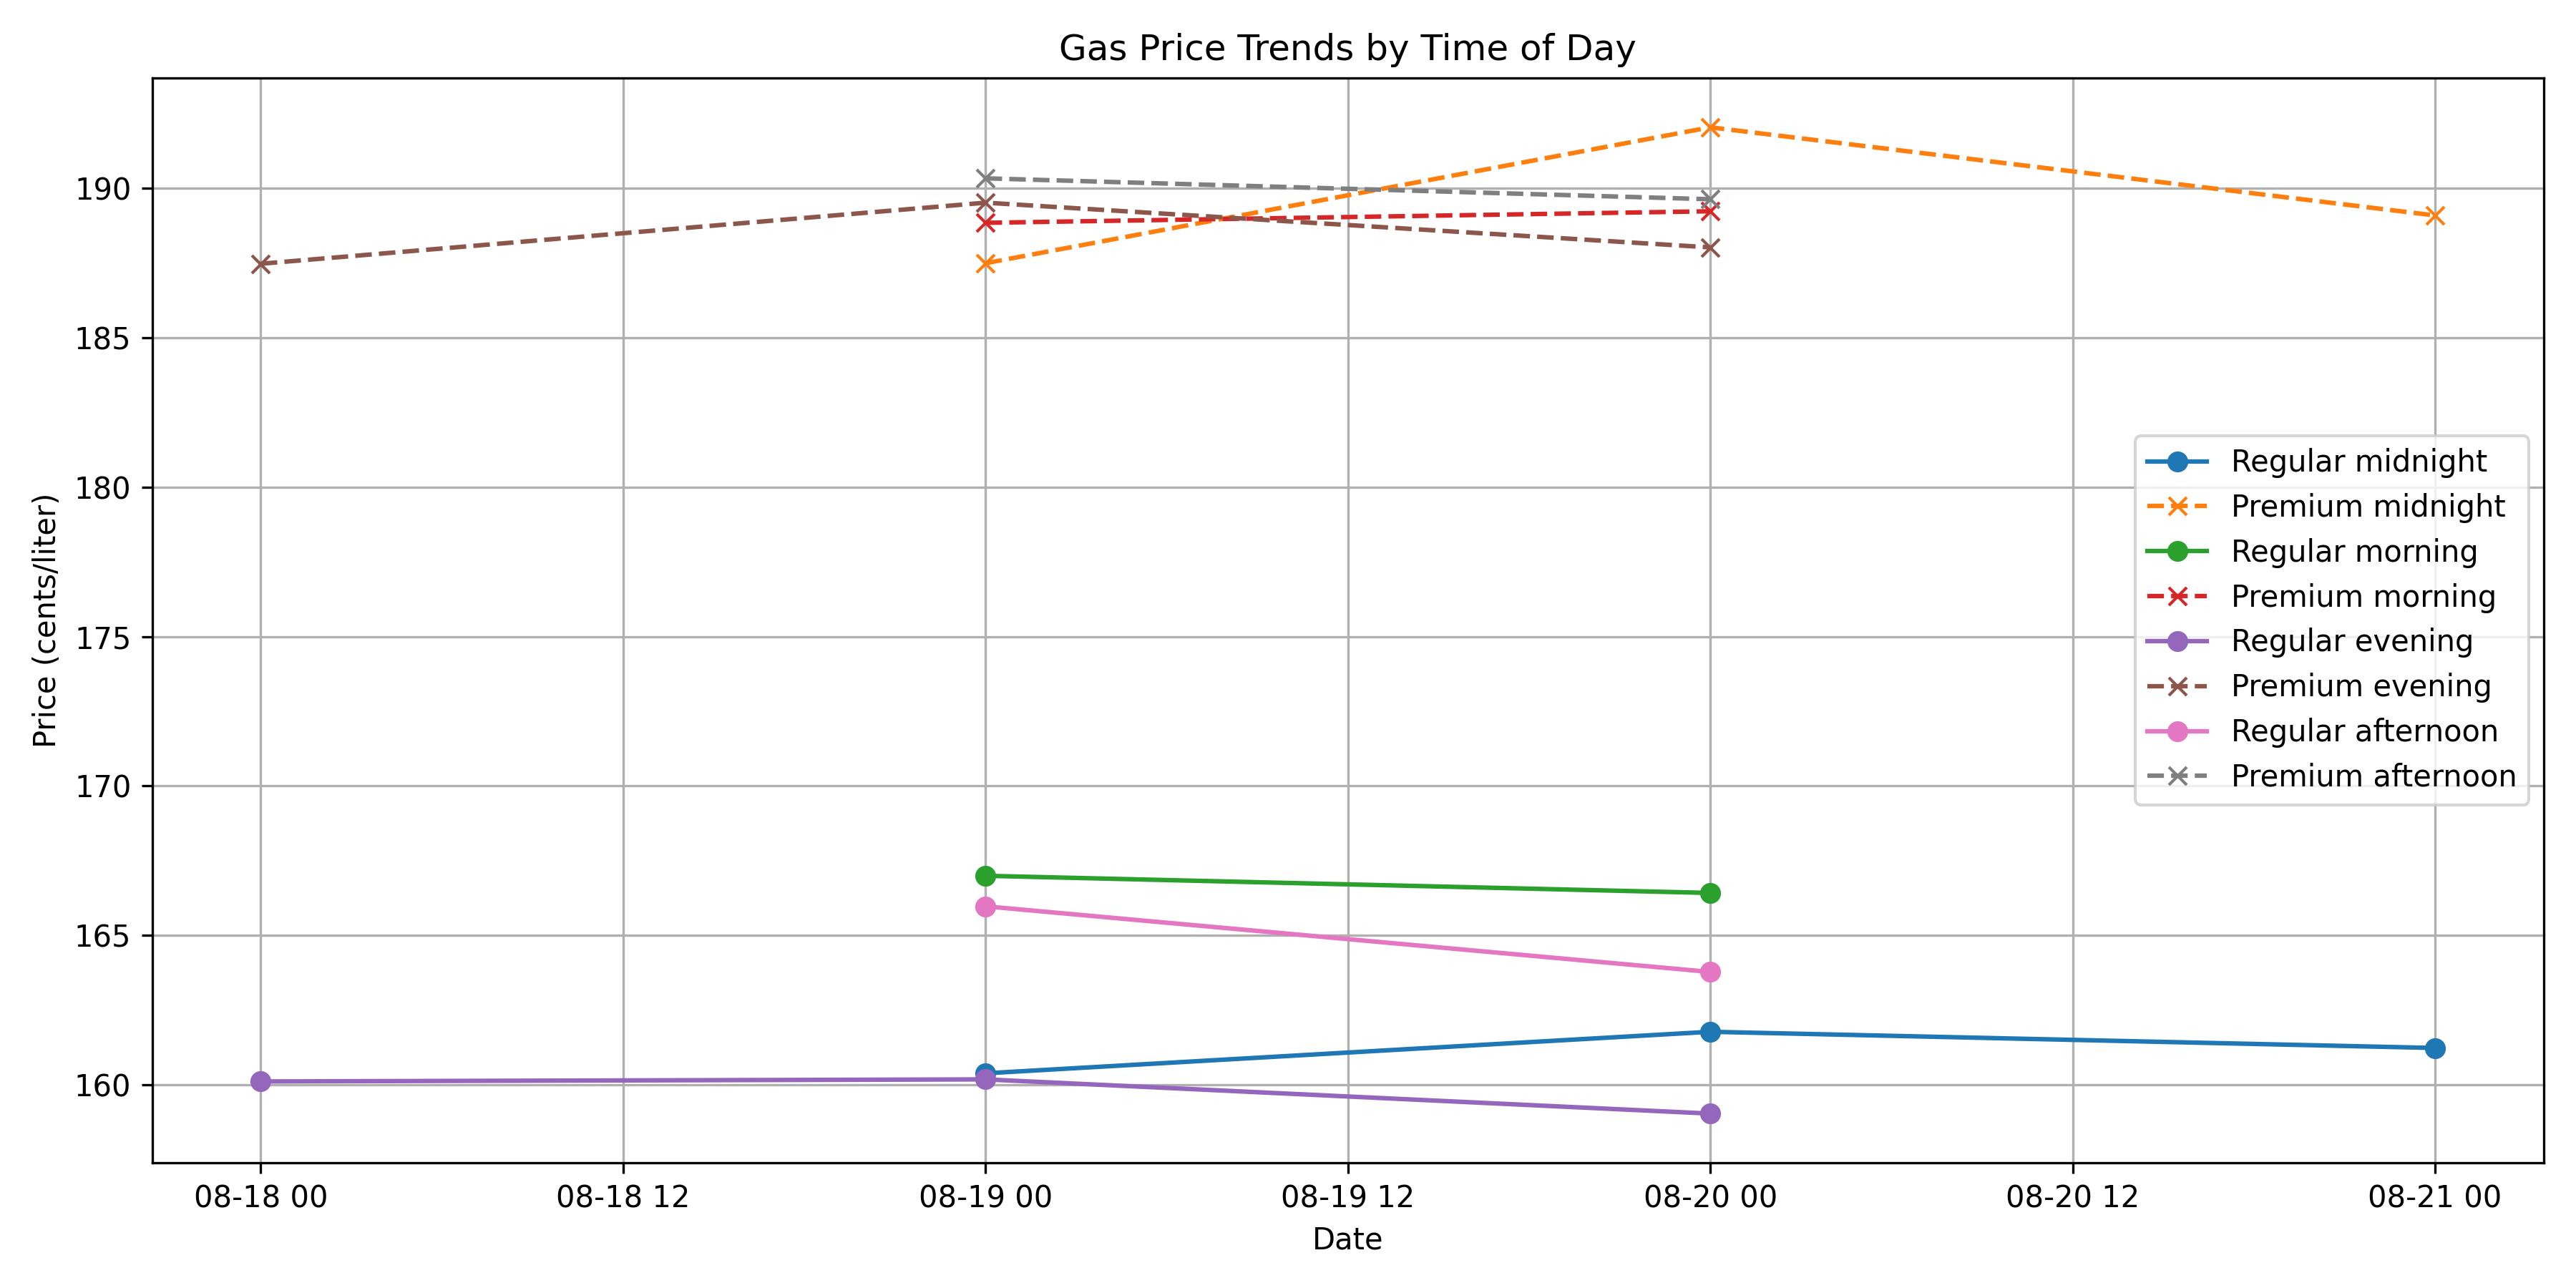 Gas Price Trends by Time of Day
Price (cents/liter)
190
185
180
175
170
165
160
Regular midnight
Premium midnight
Regular morning
Premium morning
Regular evening
Premium evening
Regular afternoon
Premium afternoon
08-18 00
08-18 12
08-19 00
08-19 12
08-20 00
08-20 12
08-21 00
Date